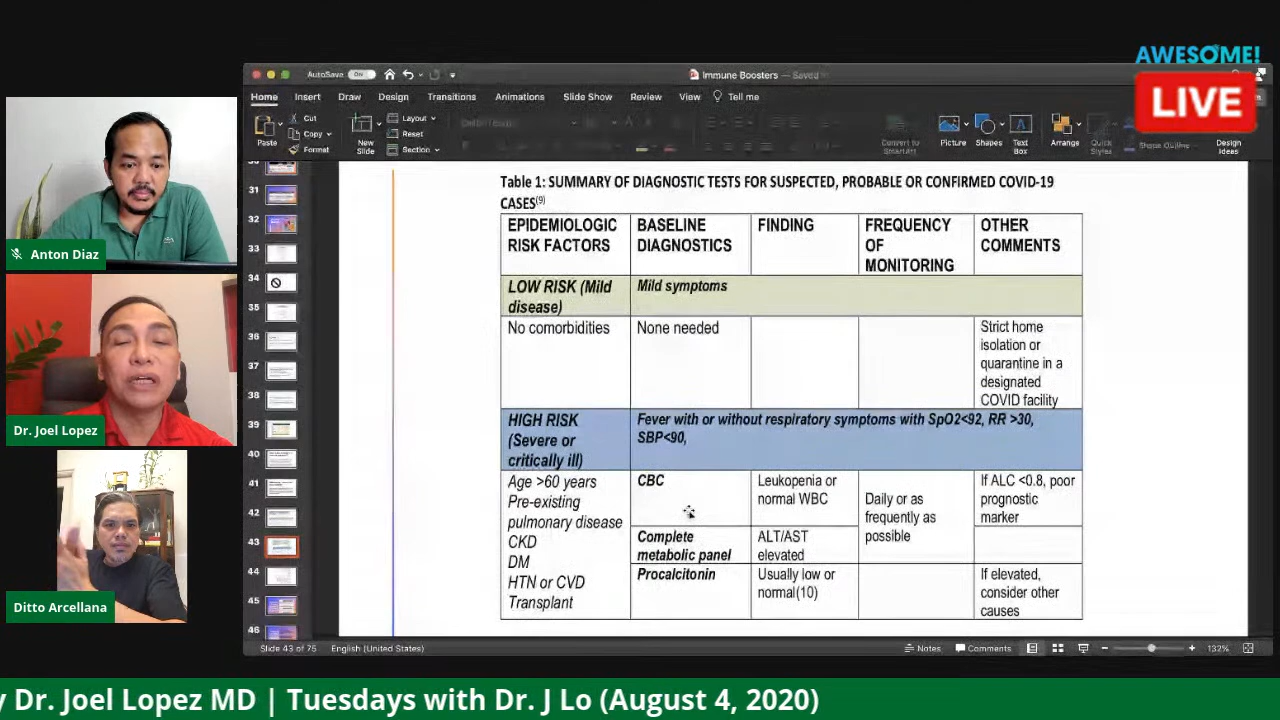 AWESOME!
LIVE
AutoSave
On
Immune Boosters — Saved
Home
Insert
Draw
Design
Transitions
Animations
Slide Show
Review
View
Tell me
Paste
Cut
Copy
Format
New
Slide
Layout
Reset
Section
Convert to
SmartArt
Picture
Shapes
Text
Box
Arrange
Quick
Styles
Shape Outline
Design
Ideas
31
32
33
34
35
36
37
38
39
40
41
42
43
44
45
46
Table 1: SUMMARY OF DIAGNOSTIC TESTS FOR SUSPECTED, PROBABLE OR CONFIRMED COVID-19
CASES(9)
EPIDEMIOLOGIC
RISK FACTORS
BASELINE
DIAGNOSTICS
FINDING
FREQUENCY
OF
MONITORING
OTHER
COMMENTS
LOW RISK (Mild
disease)
Mild symptoms
No comorbidities
None needed
Strict home
isolation or
quarantine in a
designated
COVID facility
HIGH RISK
(Severe or
critically ill)
Fever with or without respiratory symptoms with SpO2<92, RR >30,
SBP<90,
Age >60 years
Pre-existing
pulmonary disease
CKD
DM
HTN or CVD
Transplant
CBC
Leukopenia or
normal WBC
Daily or as
frequently as
possible
If ALC <0.8, poor
prognostic
marker
Complete
metabolic panel
ALT/AST
elevated
Procalcitonin
Usually low or
normal(10)
If elevated,
consider other
causes
Slide 43 of 75
English (United States)
Notes
Comments
132%
Anton Diaz
Dr. Joel Lopez
Ditto Arcellana
y Dr. Joel Lopez MD | Tuesdays with Dr. J Lo (August 4, 2020)